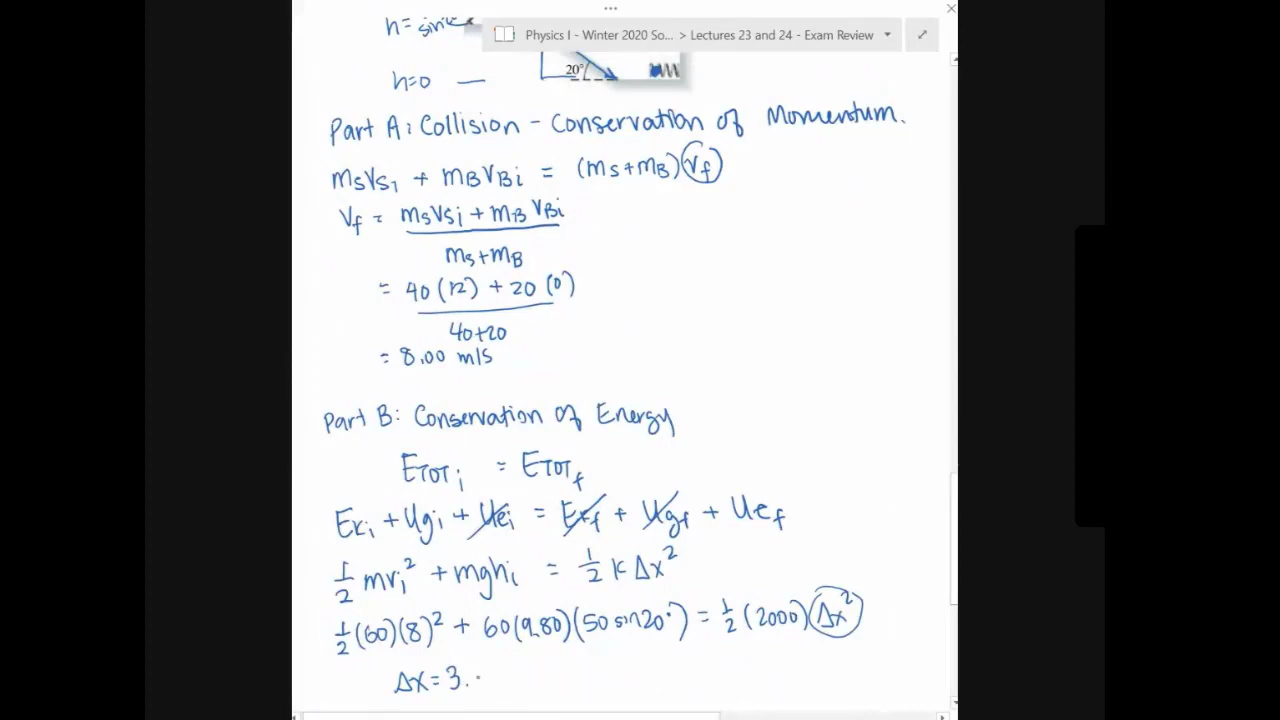 h=
Physics I - Winter 2020 So... > Lectures 23 and 24 - Exam Review
h=0 —
20°
Part A: Collision - Conservation of Momentum.
msvsi + mBvBi = (ms+mB)vf
vf = msvsi + mBvBi
ms+mB
= 40(12) + 20(0)
40+20
= 8.00 m/s
Part B: Conservation of Energy
ETOTi = ETOTf
EKi + Ugi + Uei = EKf + Ugf + Uef
1/2 mvi² + mghi = 1/2 k Δx²
1/2(60)(8)² + 60(9.80)(50 sin20°) = 1/2(2000)Δx²
Δx = 3.